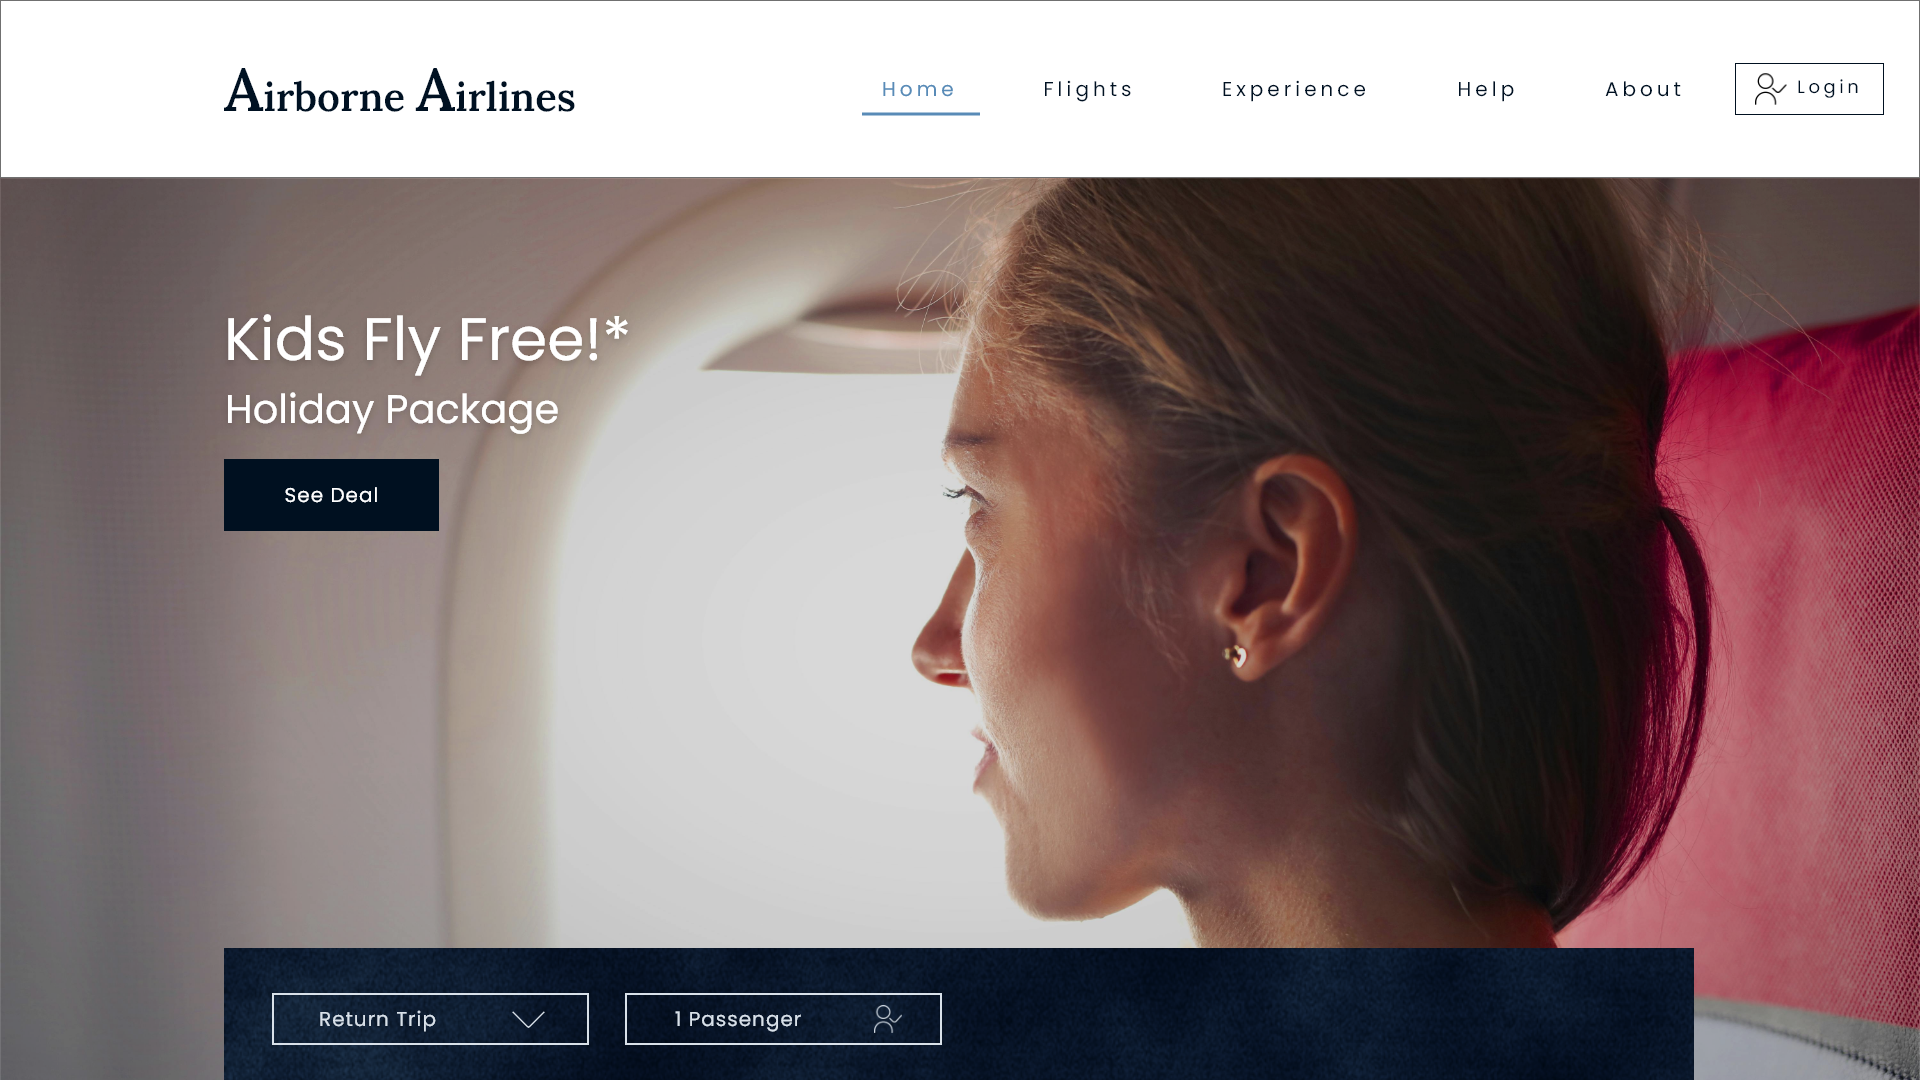 Airborne Airlines
Home Flights Experience Help About Login
Kids Fly Free!*
Holiday Package
See Deal
Return Trip 1 Passenger